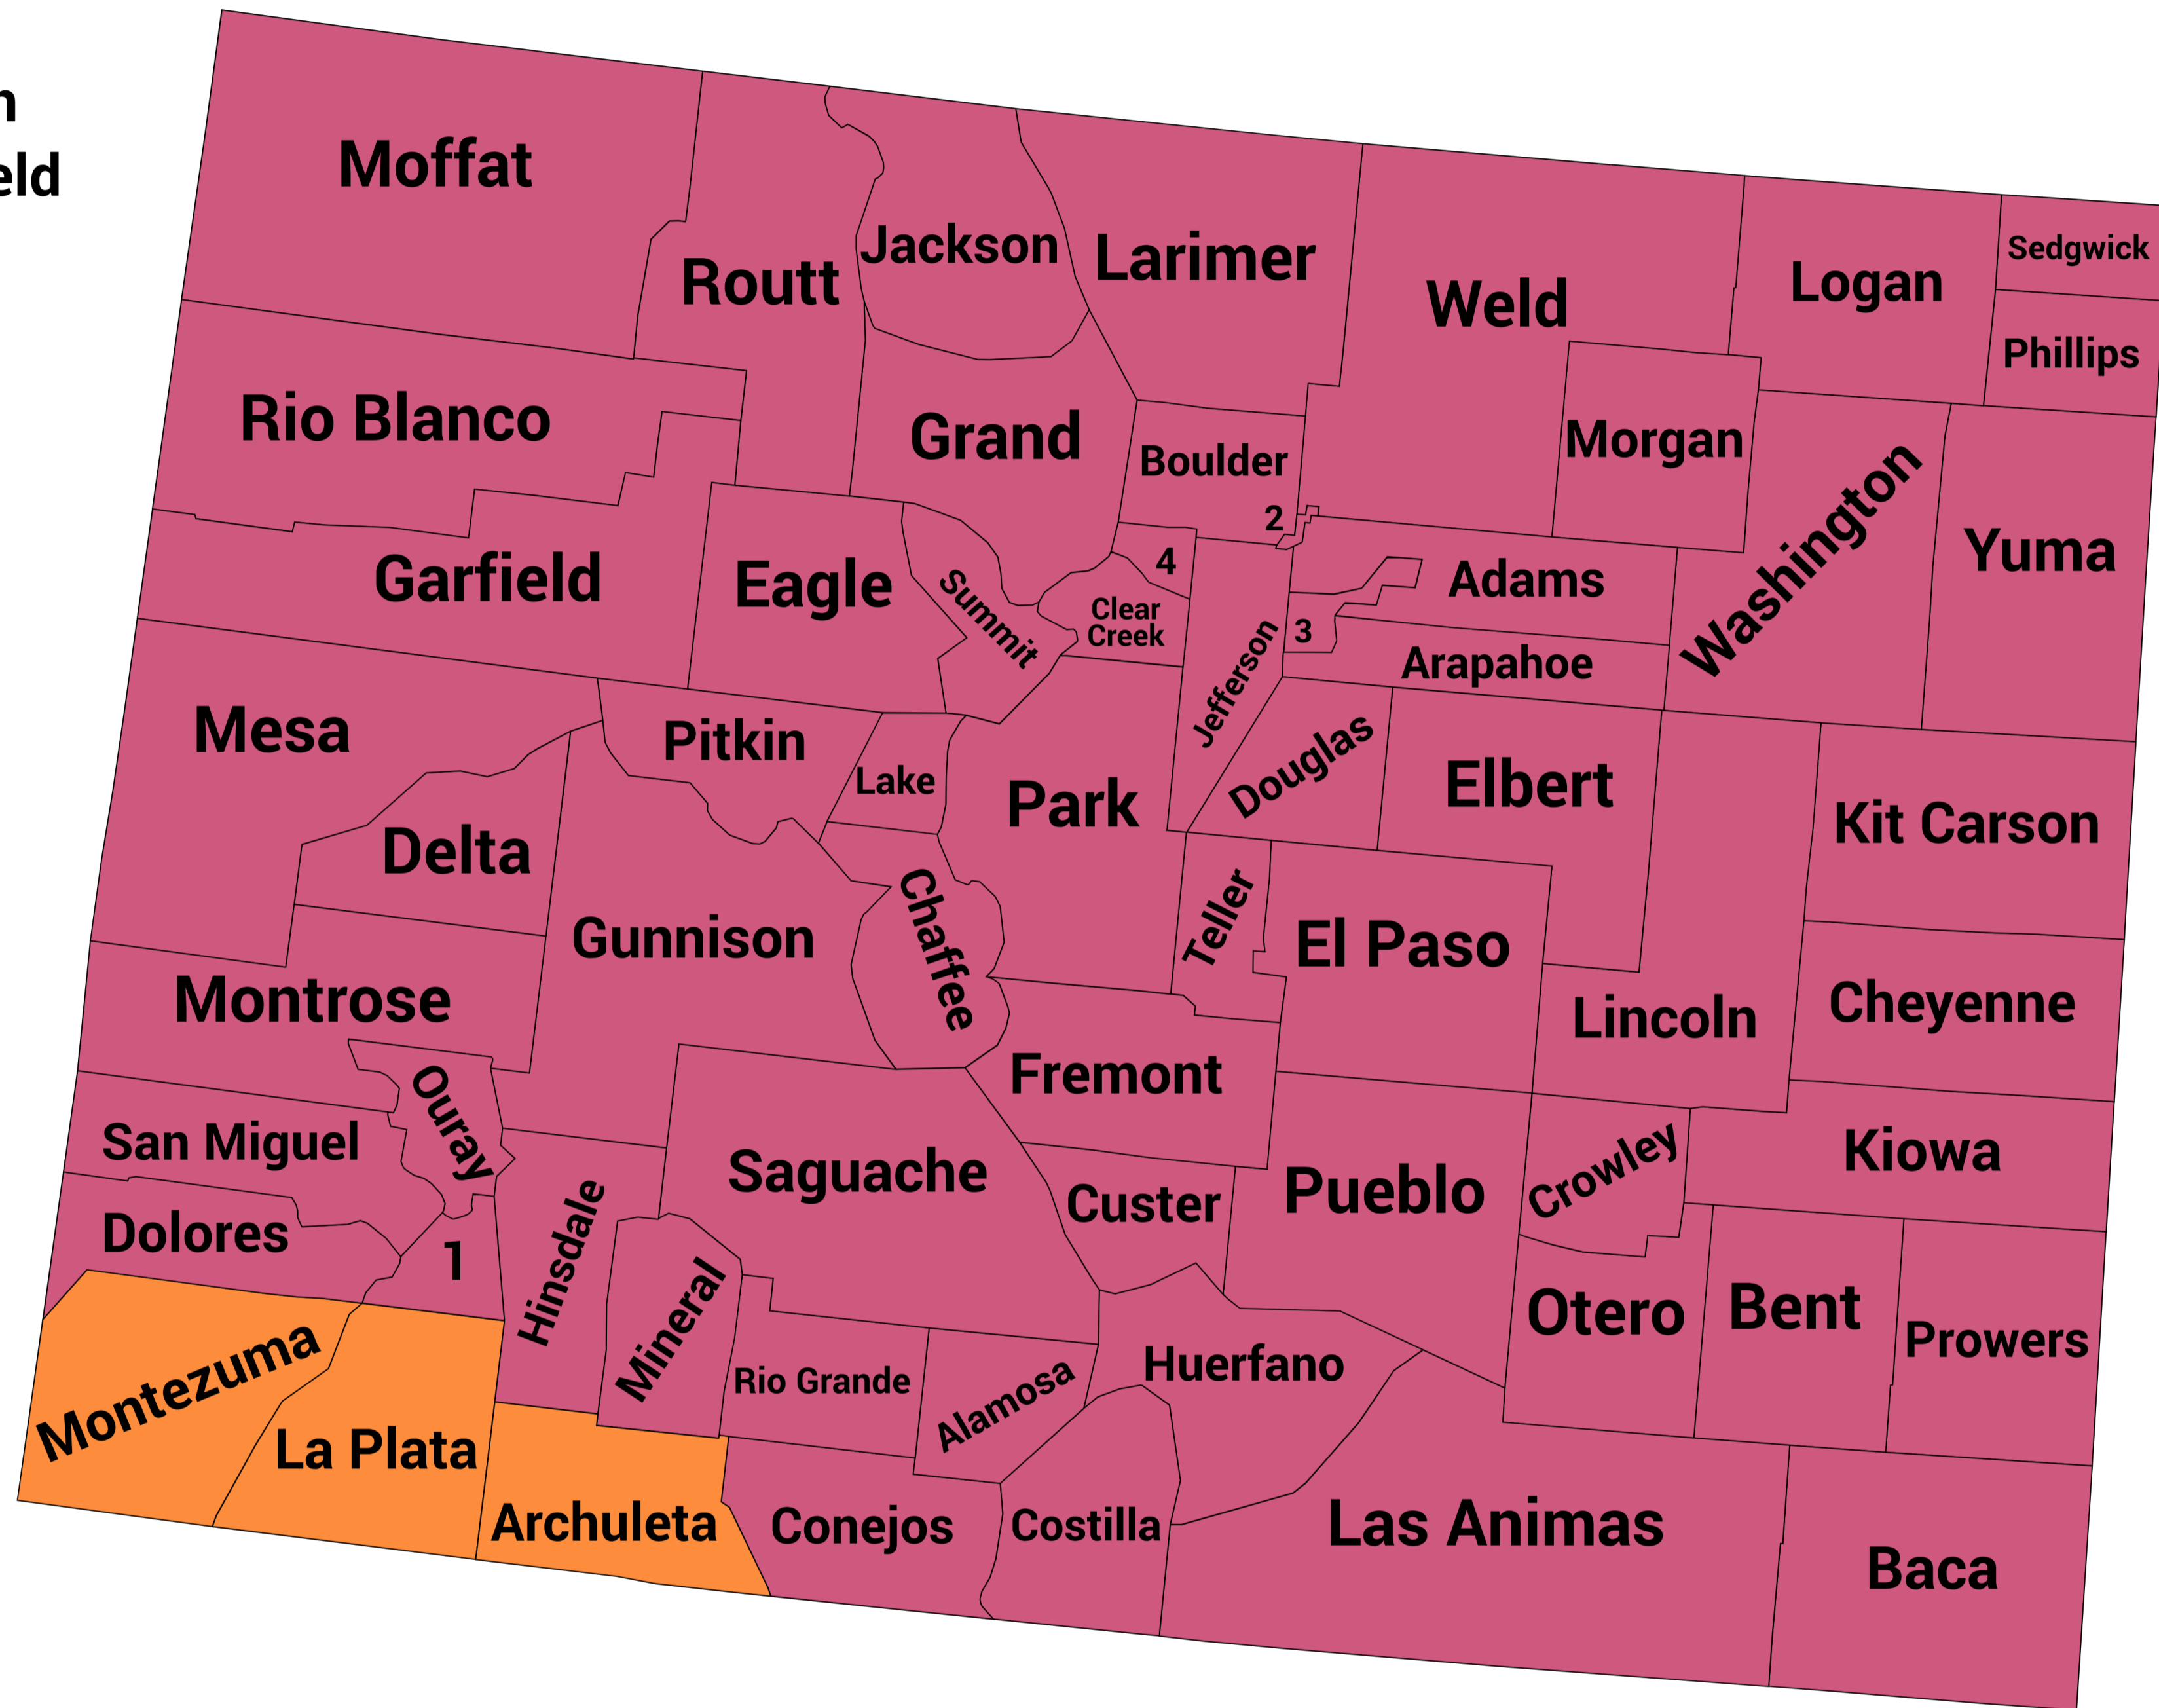 n
eld
Moffat
Routt
Jackson
Larimer
Weld
Logan
Sedgwick
Phillips
Rio Blanco
Grand
Boulder
2
Morgan
Washington
Yuma
Garfield
Eagle
Summit
4
Clear
Creek
Jefferson
3
Adams
Arapahoe
Mesa
Pitkin
Lake
Park
Douglas
Elbert
Kit Carson
Delta
Gunnison
Chaffee
Teller
El Paso
Lincoln
Cheyenne
Montrose
Ouray
Fremont
San Miguel
Saguache
Custer
Pueblo
Crowley
Kiowa
Dolores
1
Hinsdale
Mineral
Rio Grande
Alamosa
Huerfano
Otero
Bent
Prowers
Montezuma
La Plata
Archuleta
Conejos
Costilla
Las Animas
Baca